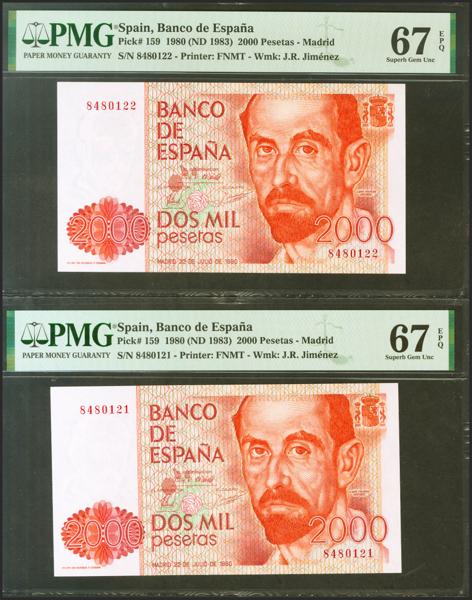 PMG
PAPER MONEY GUARANTY
Spain, Banco de España
Pick# 159 1980 (ND 1983) 2000 Pesetas - Madrid
S/N 8480122 - Printer: FNMT - Wmk: J.R. Jiménez
67 EPQ
Superb Gem Unc
8480122
BANCO
DE
ESPAÑA
2000
DOS MIL
pesetas
2000
8480122
MADRID 22 DE JULIO DE 1980
PMG
PAPER MONEY GUARANTY
Spain, Banco de España
Pick# 159 1980 (ND 1983) 2000 Pesetas - Madrid
S/N 8480121 - Printer: FNMT - Wmk: J.R. Jiménez
67 EPQ
Superb Gem Unc
8480121
BANCO
DE
ESPAÑA
2000
DOS MIL
pesetas
2000
8480121
MADRID 22 DE JULIO DE 1980